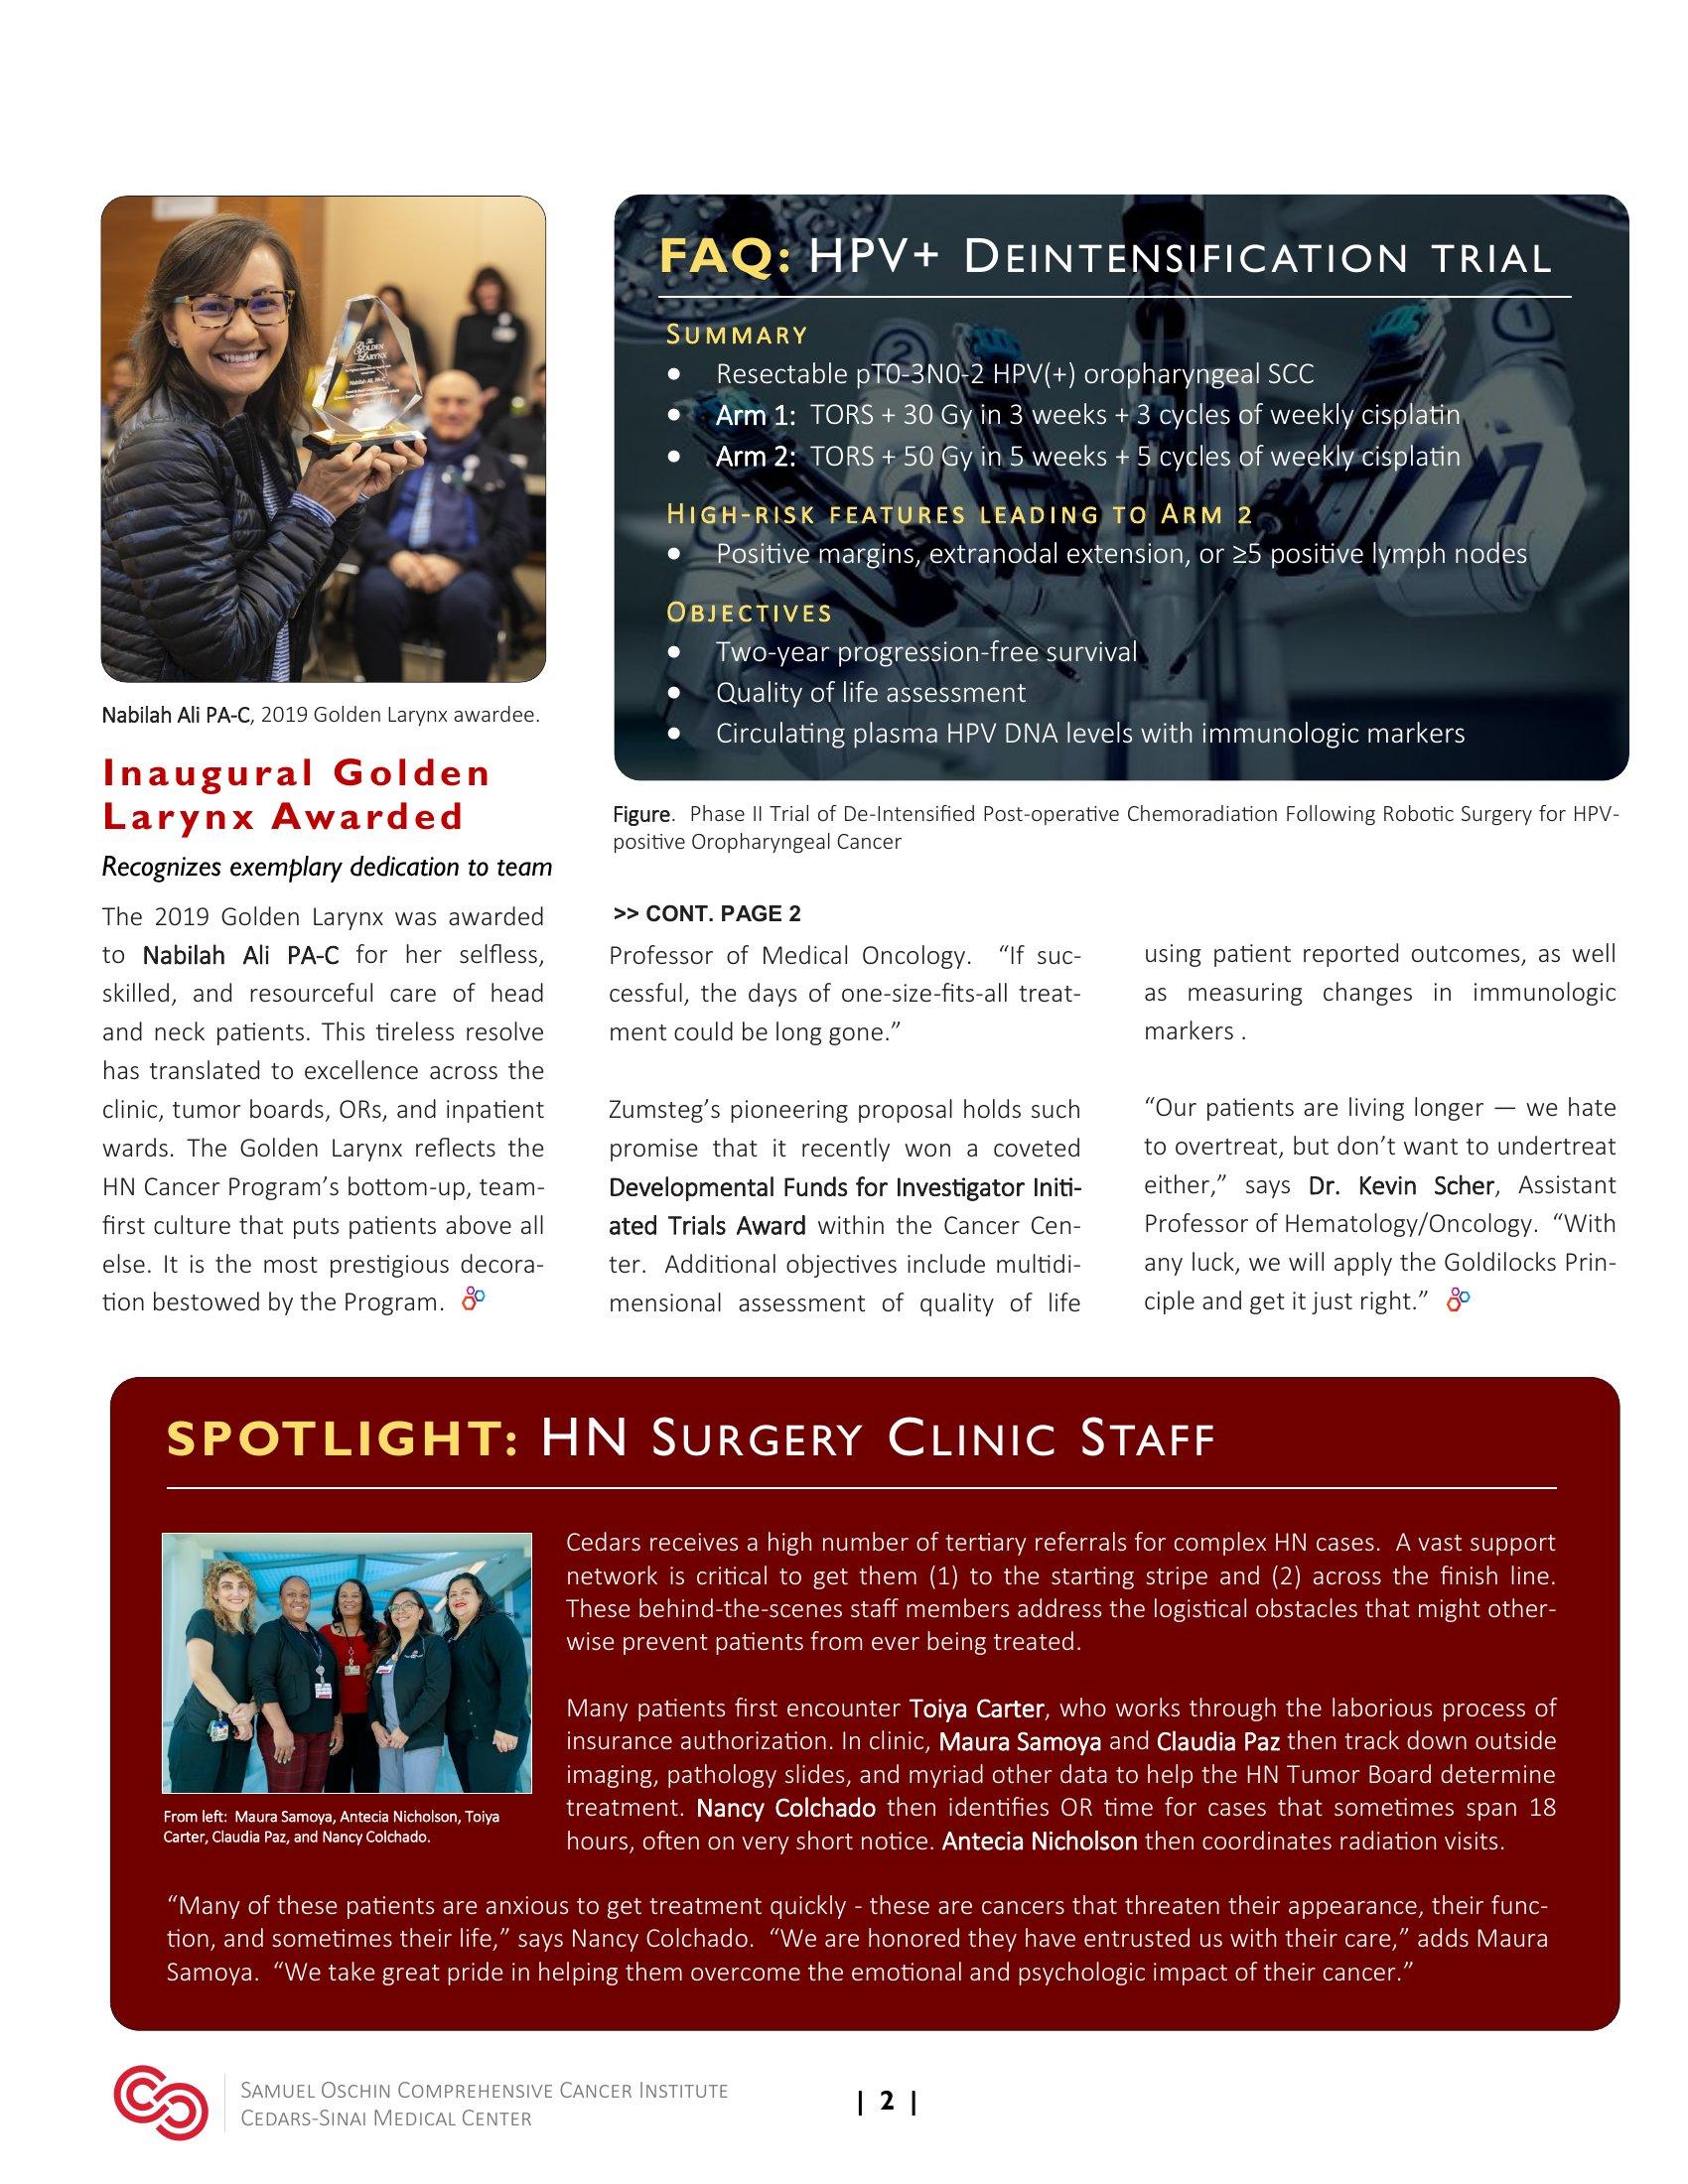 The
GOLDEN
LARYNX
Nabilah Ali, PA-C
Nabilah Ali PA-C, 2019 Golden Larynx awardee.
Inaugural Golden
Larynx Awarded
Recognizes exemplary dedication to team
The 2019 Golden Larynx was awarded
to Nabilah Ali PA-C for her selfless,
skilled, and resourceful care of head
and neck patients. This tireless resolve
has translated to excellence across the
clinic, tumor boards, ORs, and inpatient
wards. The Golden Larynx reflects the
HN Cancer Program’s bottom-up, team-
first culture that puts patients above all
else. It is the most prestigious decora-
tion bestowed by the Program.
FAQ: HPV+ DEINTENSIFICATION TRIAL
SUMMARY
• Resectable pT0-3N0-2 HPV(+) oropharyngeal SCC
• Arm 1: TORS + 30 Gy in 3 weeks + 3 cycles of weekly cisplatin
• Arm 2: TORS + 50 Gy in 5 weeks + 5 cycles of weekly cisplatin
HIGH-RISK FEATURES LEADING TO ARM 2
• Positive margins, extranodal extension, or ≥5 positive lymph nodes
OBJECTIVES
• Two-year progression-free survival
• Quality of life assessment
• Circulating plasma HPV DNA levels with immunologic markers
Figure. Phase II Trial of De-Intensified Post-operative Chemoradiation Following Robotic Surgery for HPV-
positive Oropharyngeal Cancer
>> CONT. PAGE 2
Professor of Medical Oncology. “If suc-
cessful, the days of one-size-fits-all treat-
ment could be long gone.”
Zumsteg’s pioneering proposal holds such
promise that it recently won a coveted
Developmental Funds for Investigator Initi-
ated Trials Award within the Cancer Cen-
ter. Additional objectives include multidi-
mensional assessment of quality of life
using patient reported outcomes, as well
as measuring changes in immunologic
markers .
“Our patients are living longer — we hate
to overtreat, but don’t want to undertreat
either,” says Dr. Kevin Scher, Assistant
Professor of Hematology/Oncology. “With
any luck, we will apply the Goldilocks Prin-
ciple and get it just right.”
SPOTLIGHT: HN SURGERY CLINIC STAFF
Cedars receives a high number of tertiary referrals for complex HN cases. A vast support
network is critical to get them (1) to the starting stripe and (2) across the finish line.
These behind-the-scenes staff members address the logistical obstacles that might other-
wise prevent patients from ever being treated.
Many patients first encounter Toiya Carter, who works through the laborious process of
insurance authorization. In clinic, Maura Samoya and Claudia Paz then track down outside
imaging, pathology slides, and myriad other data to help the HN Tumor Board determine
treatment. Nancy Colchado then identifies OR time for cases that sometimes span 18
hours, often on very short notice. Antecia Nicholson then coordinates radiation visits.
From left: Maura Samoya, Antecia Nicholson, Toiya
Carter, Claudia Paz, and Nancy Colchado.
“Many of these patients are anxious to get treatment quickly - these are cancers that threaten their appearance, their func-
tion, and sometimes their life,” says Nancy Colchado. “We are honored they have entrusted us with their care,” adds Maura
Samoya. “We take great pride in helping them overcome the emotional and psychologic impact of their cancer.”
SAMUEL OSCHIN COMPREHENSIVE CANCER INSTITUTE
CEDARS-SINAI MEDICAL CENTER
| 2 |